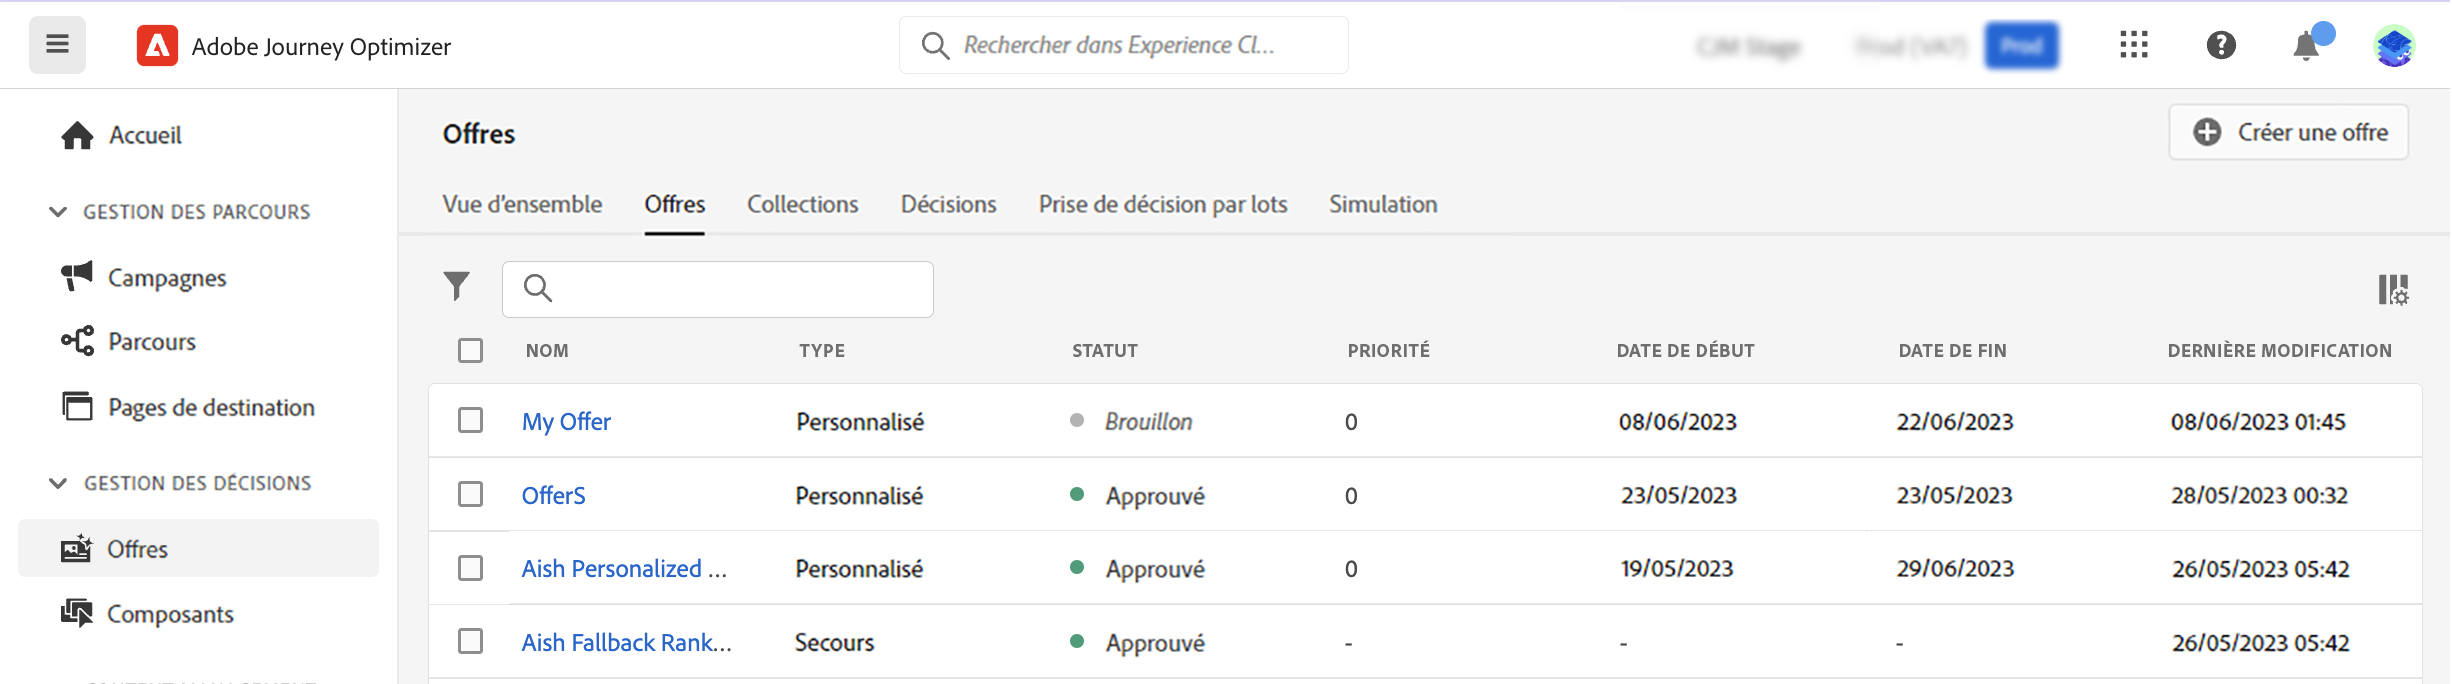 Adobe Journey Optimizer
Rechercher dans Experience Cl...
Prod
Accueil
GESTION DES PARCOURS
Campagnes
Parcours
Pages de destination
GESTION DES DÉCISIONS
Offres
Composants
Offres
Créer une offre
Vue d'ensemble Offres Collections Décisions Prise de décision par lots Simulation
NOM TYPE STATUT PRIORITÉ DATE DE DÉBUT DATE DE FIN DERNIÈRE MODIFICATION
My Offer Personnalisé Brouillon 0 08/06/2023 22/06/2023 08/06/2023 01:45
OfferS Personnalisé Approuvé 0 23/05/2023 23/05/2023 28/05/2023 00:32
Aish Personalized ... Personnalisé Approuvé 0 19/05/2023 29/06/2023 26/05/2023 05:42
Aish Fallback Rank... Secours Approuvé - - - 26/05/2023 05:42